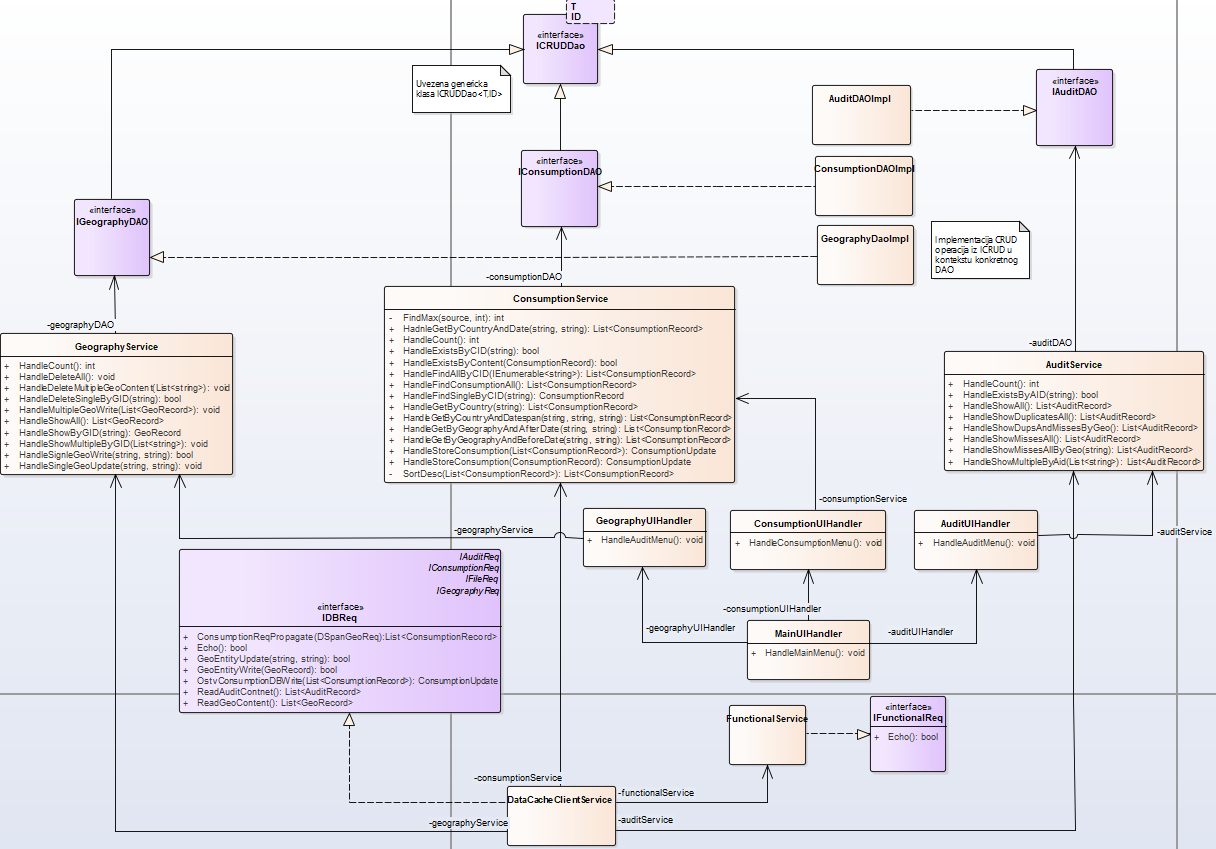 T
ID
«interface»
ICRUDDao
Uvezena genericka
klasa ICRUDDao<T,ID>
«interface»
IAuditDAO
AuditDAOImpl
«interface»
IConsumptionDAO
ConsumptionDAOImpl
«interface»
IGeographyDAO
GeographyDaoImpl
Implementacija CRUD
operacija iz ICRUD u
kontekstu konkretnog
DAO
-consumptionDAO
-geographyDAO
-auditDAO
ConsumptionService
- FindMax(source, int): int
+ HadnleGetByCountryAndDate(string, string): List<ConsumptionRecord>
+ HandleCount(): int
+ HandleExistsByCID(string): bool
+ HandleExistsByContent(ConsumptionRecord): bool
+ HandleFindAllByCID(IEnumerable<string>): List<ConsumptionRecord>
+ HandleFindConsumptionAll(): List<ConsumptionRecord>
+ HandleFindSingleByCID(string): ConsumptionRecord
+ HandleGetByCountry(string): List<ConsumptionRecord>
+ HandleGetByCountryAndDatespan(string, string, string): List<ConsumptionRecord>
+ HandleGetByGeographyAndAfterDate(string, string): List<ConsumptionRecord>
+ HandleGetByGeographyAndBeforeDate(string, string): List<ConsumptionRecord>
+ HandleStoreConsumption(List<ConsumptionRecord>): ConsumptionUpdate
+ HandleStoreConsumption(ConsumptionRecord): ConsumptionUpdate
- SortDesc(List<ConsumptionRecord>): List<ConsumptionRecord>
GeographyService
+ HandleCount(): int
+ HandleDeleteAll(): void
+ HandleDeleteMultipleGeoContent(List<string>): void
+ HandleDeleteSingleByGID(string): bool
+ HandleMultipleGeoWrite(List<GeoRecord>): void
+ HandleShowAll(): List<GeoRecord>
+ HandleShowByGID(string): GeoRecord
+ HandleShowMultipleByGID(List<string>): void
+ HandleSignleGeoWrite(string, string): bool
+ HandleSingleGeoUpdate(string, string): void
AuditService
+ HandleCount(): int
+ HandleExistsByAID(string): bool
+ HandleShowAll(): List<AuditRecord>
+ HandleShowDuplicatesAll(): List<AuditRecord>
+ HandleShowDupsAndMissesByGeo(): List<AuditRecord>
+ HandleShowMissesAll(): List<AuditRecord>
+ HandleShowMissesAllByGeo(string): List<AuditRecord>
+ HandleShowMultipleByAid(List<string>): List<AuditRecord>
-consumptionService
-geographyService
-auditService
GeographyUIHandler
+ HandleAuditMenu(): void
ConsumptionUIHandler
+ HandleConsumptionMenu(): void
AuditUIHandler
+ HandleAuditMenu(): void
IAuditReq
IConsumptionReq
IFileReq
IGeographyReq
«interface»
IDBReq
+ ConsumptionReqPropagate(DSpanGeoReq):List<ConsumptionRecord>
+ Echo(): bool
+ GeoEntityUpdate(string, string): bool
+ GeoEntityWrite(GeoRecord): bool
+ OstvConsumptionDBWrite(List<ConsumptionRecord>): ConsumptionUpdate
+ ReadAuditContnet(): List<AuditRecord>
+ ReadGeoContent(): List<GeoRecord>
-consumptionUIHandler
-geographyUIHandler
-auditUIHandler
MainUIHandler
+ HandleMainMenu(): void
FunctionalService
«interface»
IFunctionalReq
+ Echo(): bool
-consumptionService
DataCacheClientService
-functionalService
-geographyService
-auditService